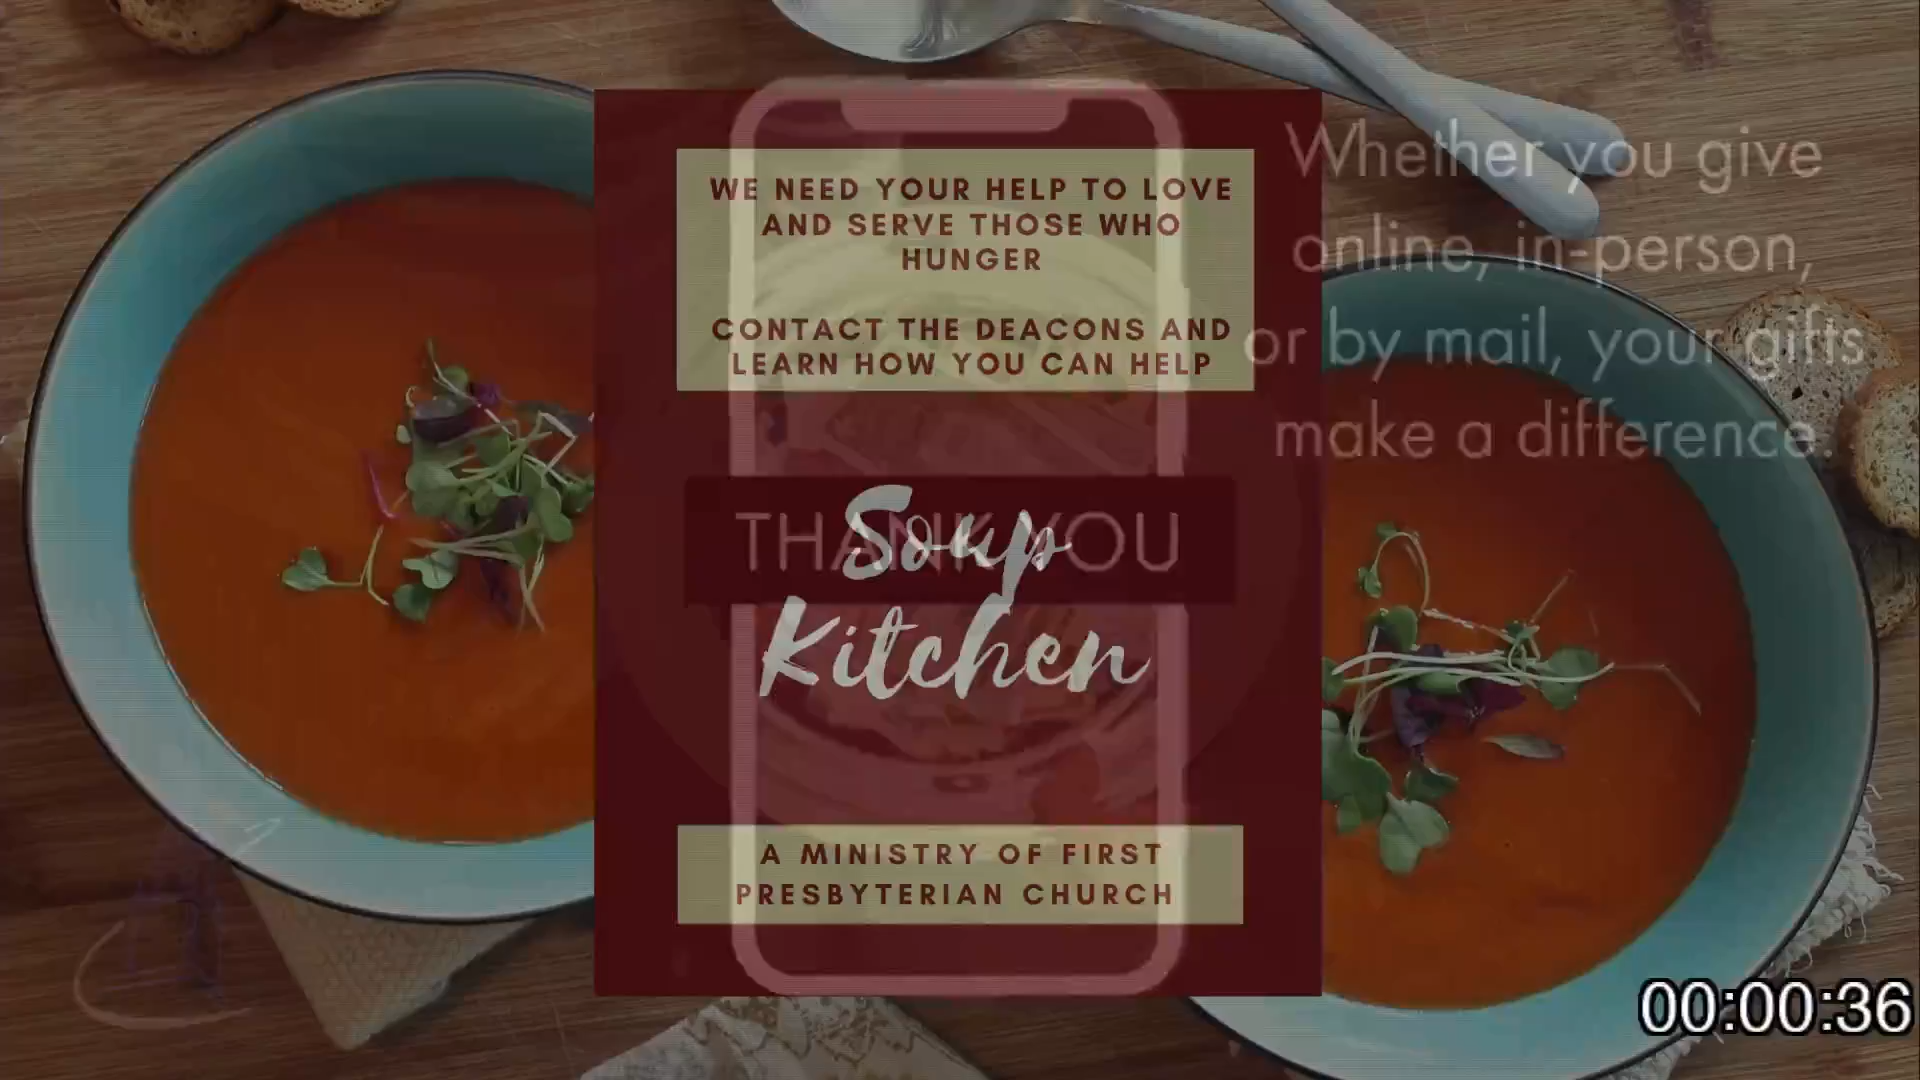 WE NEED YOUR HELP TO LOVE
AND SERVE THOSE WHO
HUNGER
CONTACT THE DEACONS AND
LEARN HOW YOU CAN HELP
Whether you give
online, in-person,
or by mail, your gifts
make a difference.
THANK YOU
Soup
Kitchen
A MINISTRY OF FIRST
PRESBYTERIAN CHURCH
00:00:36